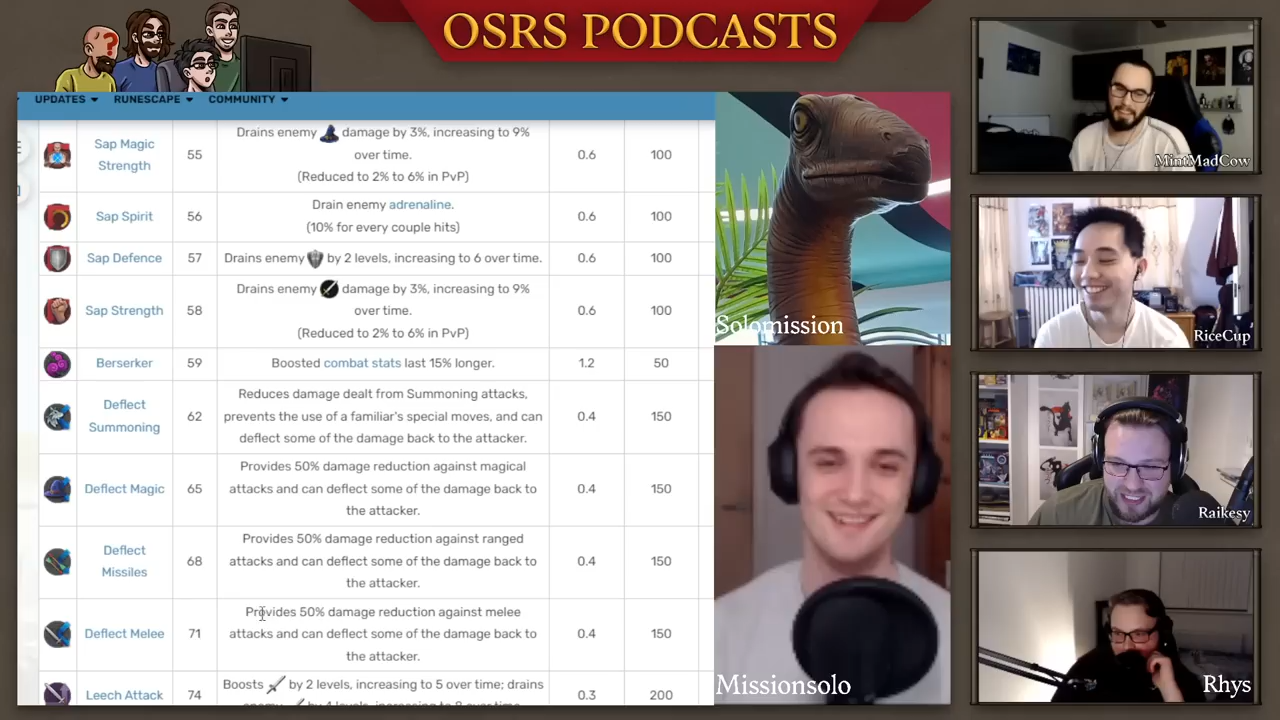 OSRS PODCASTS
UPDATES RUNESCAPE COMMUNITY
Sap Magic
Strength
55
Drains enemy damage by 3%, increasing to 9%
over time.
(Reduced to 2% to 6% in PvP)
0.6
100
Sap Spirit
56
Drain enemy adrenaline.
(10% for every couple hits)
0.6
100
Sap Defence
57
Drains enemy by 2 levels, increasing to 6 over time.
0.6
100
Sap Strength
58
Drains enemy damage by 3%, increasing to 9%
over time.
(Reduced to 2% to 6% in PvP)
0.6
100
Berserker
59
Boosted combat stats last 15% longer.
1.2
50
Deflect
Summoning
62
Reduces damage dealt from Summoning attacks,
prevents the use of a familiar's special moves, and can
deflect some of the damage back to the attacker.
0.4
150
Deflect Magic
65
Provides 50% damage reduction against magical
attacks and can deflect some of the damage back to
the attacker.
0.4
150
Deflect
Missiles
68
Provides 50% damage reduction against ranged
attacks and can deflect some of the damage back to
the attacker.
0.4
150
Deflect Melee
71
Provides 50% damage reduction against melee
attacks and can deflect some of the damage back to
the attacker.
0.4
150
Leech Attack
74
Boosts by 2 levels, increasing to 5 over time; drains
enemy by 4 levels, increasing to 8 over time.
0.3
200
Solomission
Missionsolo
MintMadCow
RiceCup
Raikesy
Rhys